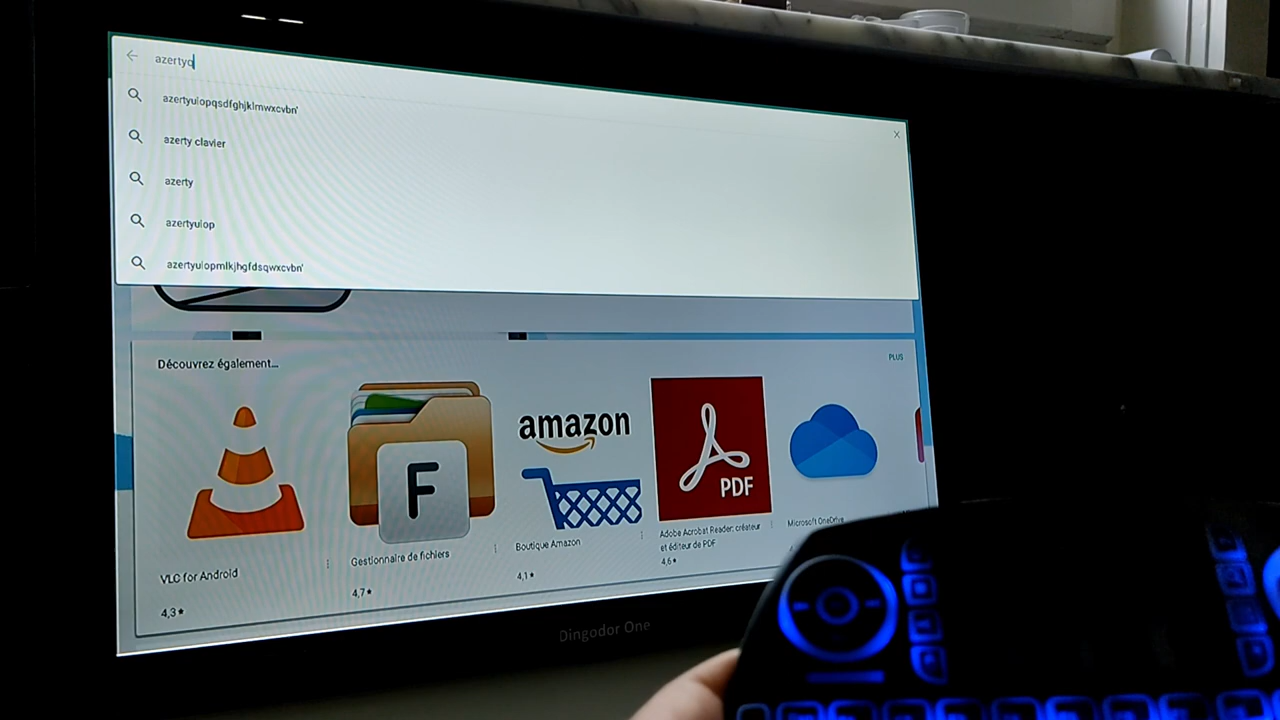 azertyq
azertyuiopqsdfghjklmwxcvbn'
azerty clavier
azerty
azertyuiop
azertyuiopmlkjhgfdsqwxcvbn'
Découvrez également...
PLUS
F
amazon
PDF
VLC for Android
4,3★
Gestionnaire de fichiers
4,7★
Boutique Amazon
4,1★
Adobe Acrobat Reader: créateur
et éditeur de PDF
4,6★
Microsoft OneDrive
Dingodor One